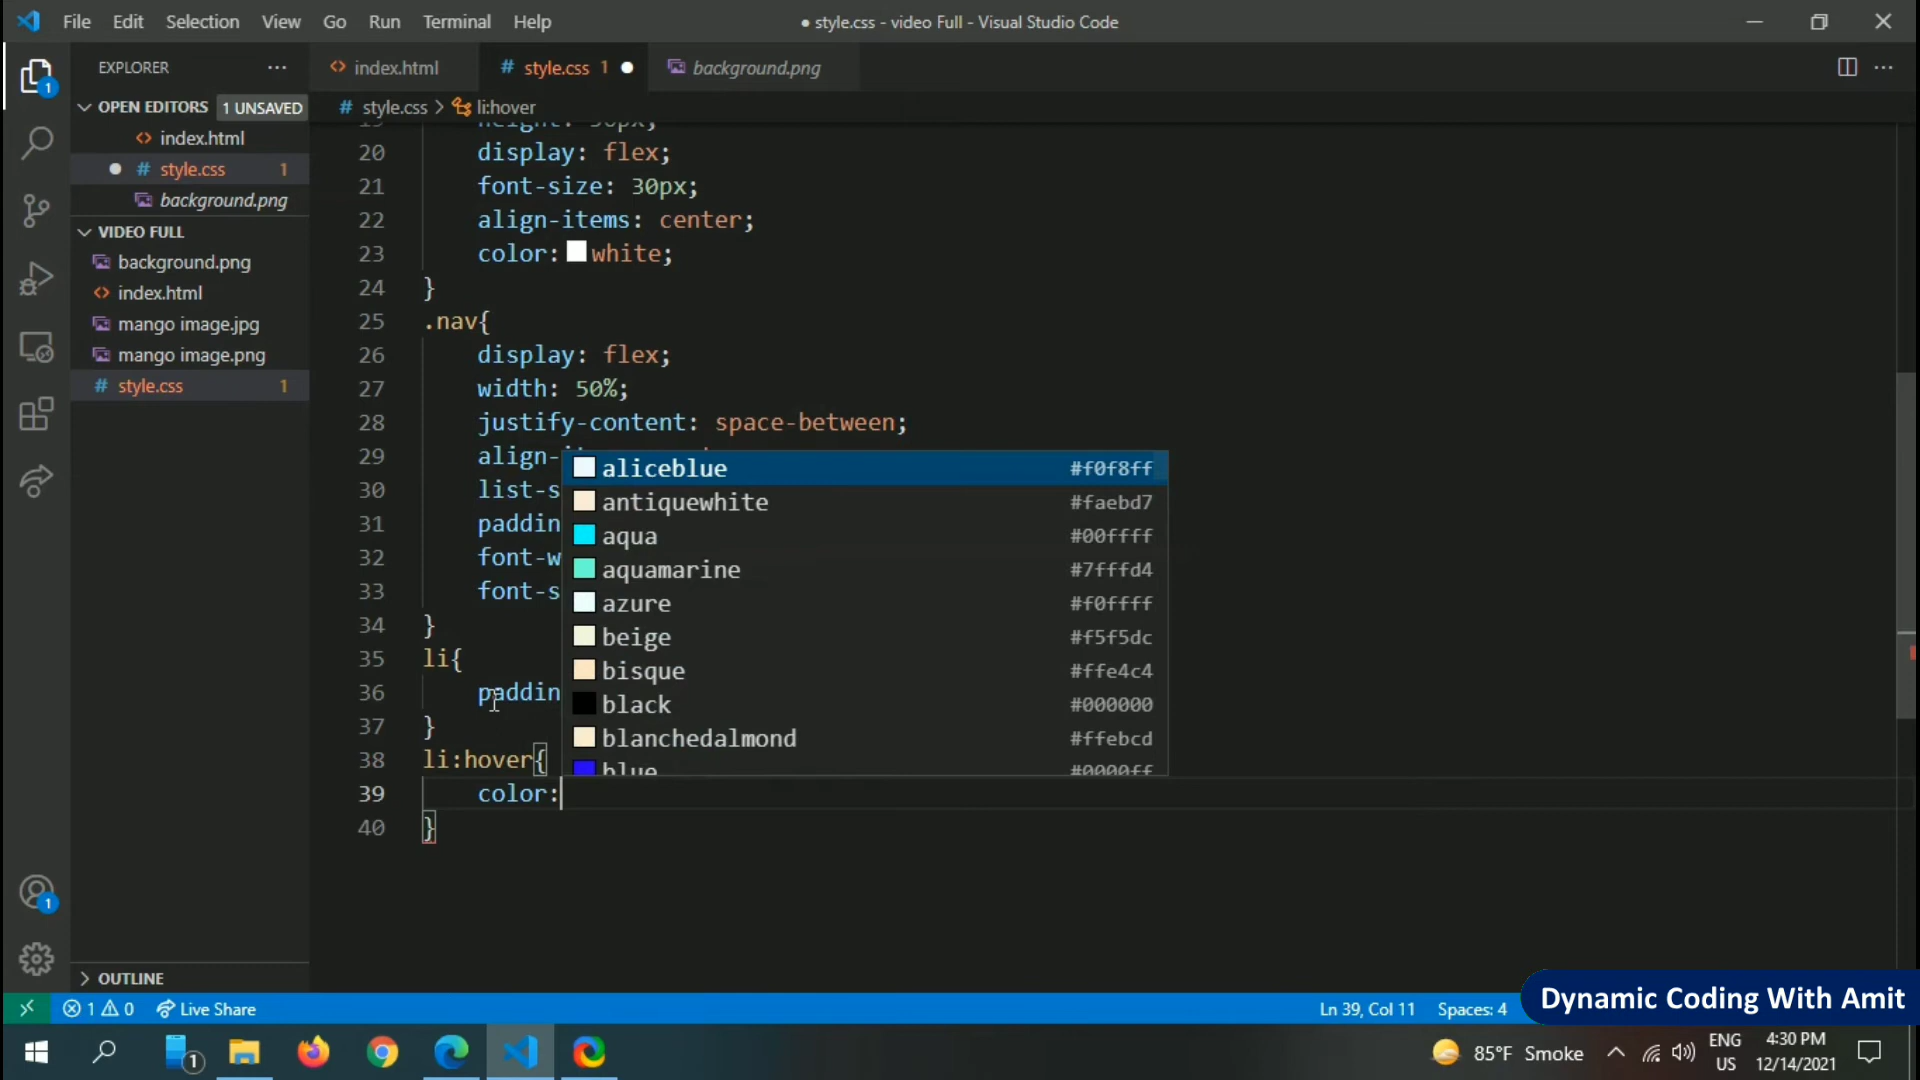 File Edit Selection View Go Run Terminal Help
● style.css - video Full - Visual Studio Code
EXPLORER ···
index.html
# style.css 1 ●
background.png
OPEN EDITORS 1 UNSAVED
index.html
# style.css 1
background.png
VIDEO FULL
background.png
index.html
mango image.jpg
mango image.png
# style.css 1
OUTLINE
# style.css > li:hover
20 display: flex;
21 font-size: 30px;
22 align-items: center;
23 color: white;
24 }
25 .nav{
26 display: flex;
27 width: 50%;
28 justify-content: space-between;
29 align-
30 list-s
31 paddin
32 font-w
33 font-s
34 }
35 li{
36 paddin
37 }
38 li:hover{
39 color:
40 }
aliceblue #f0f8ff
antiquewhite #faebd7
aqua #00ffff
aquamarine #7fffd4
azure #f0ffff
beige #f5f5dc
bisque #ffe4c4
black #000000
blanchedalmond #ffebcd
blue #0000ff
1
1
1 0 Live Share
Ln 39, Col 11 Spaces: 4
Dynamic Coding With Amit
1
85°F Smoke
ENG
US
4:30 PM
12/14/2021